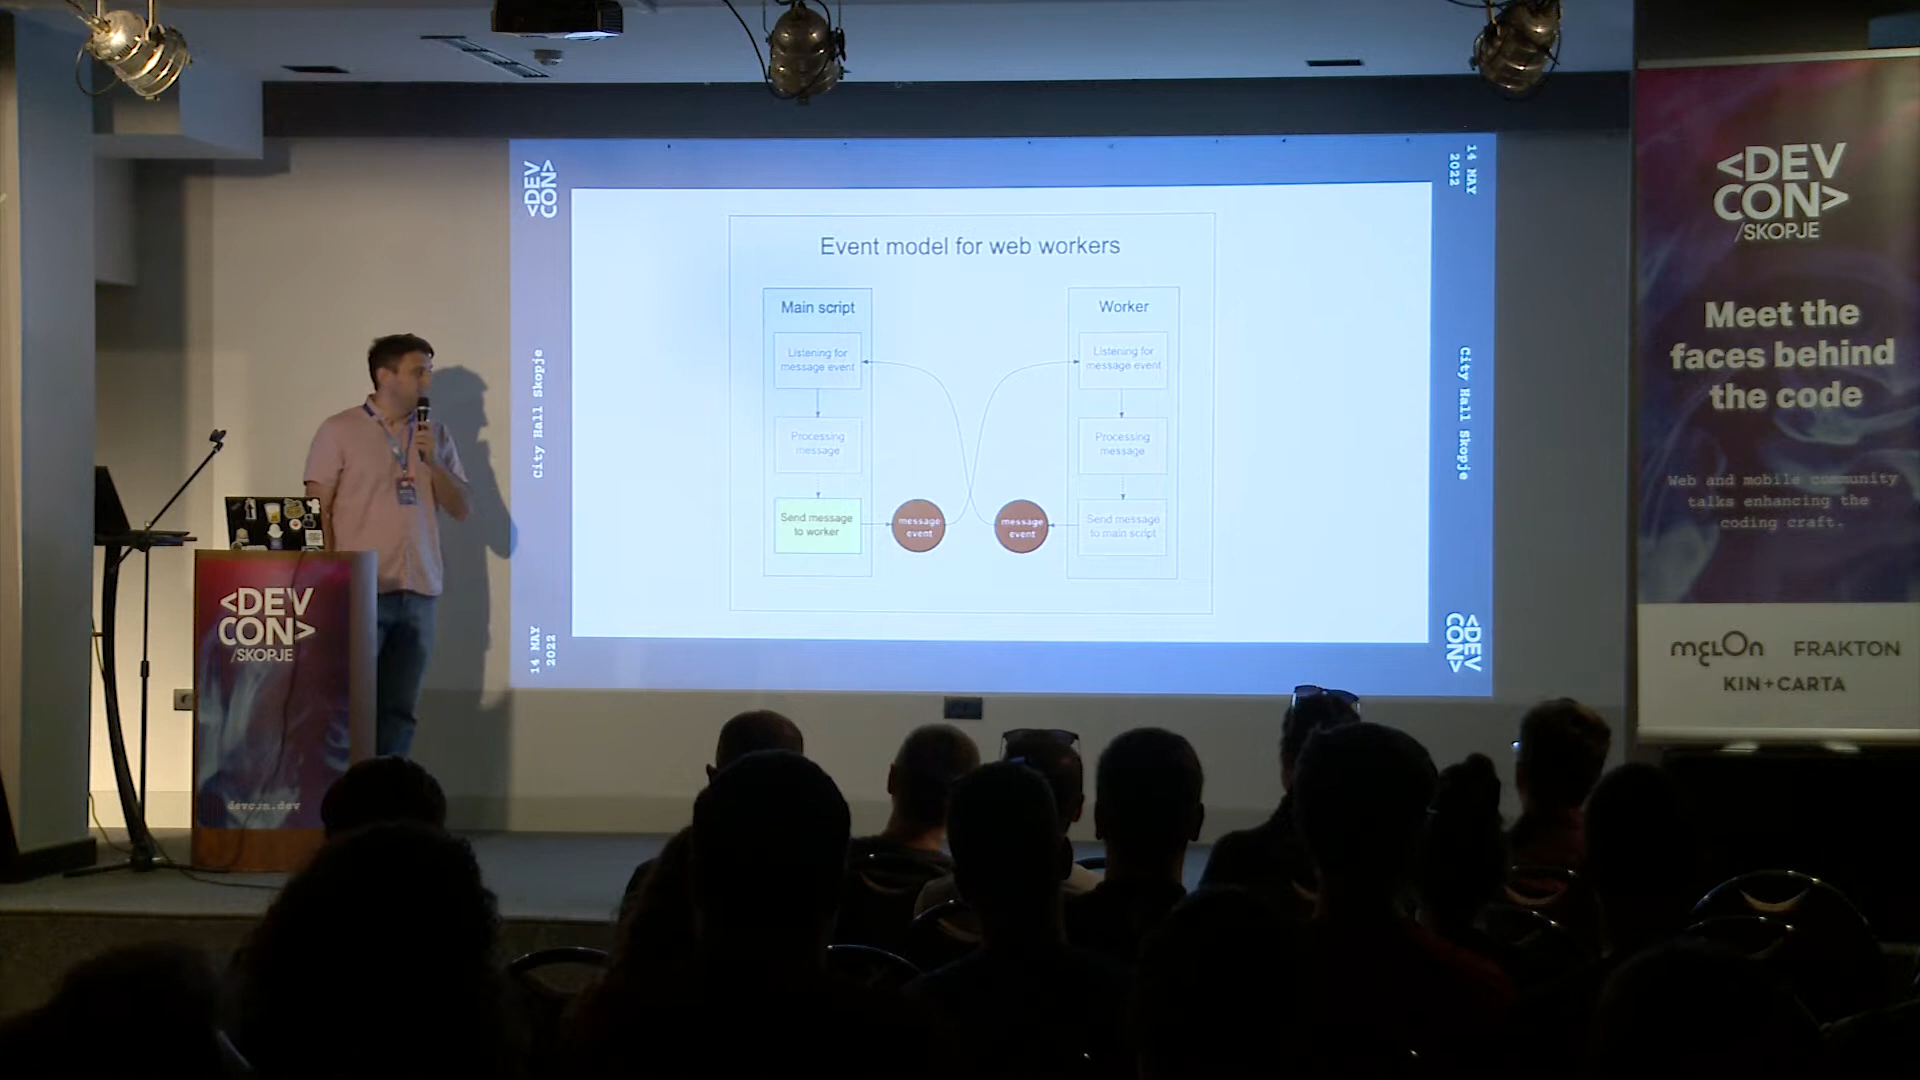 <DEV
CON>
14 MAY
2022
City Hall Skopje
City Hall Skopje
14 MAY
2022
<DEV
CON>
Event model for web workers
Main script
Listening for
message event
Processing
message
Send message
to worker
message
event
message
event
Worker
Listening for
message event
Processing
message
Send message
to main script
<DEV
CON>
/SKOPJE
devcon.dev
<DEV
CON>
/SKOPJE
Meet the
faces behind
the code
Web and mobile community
talks enhancing the
coding craft.
melon FRAKTON
KIN+CARTA